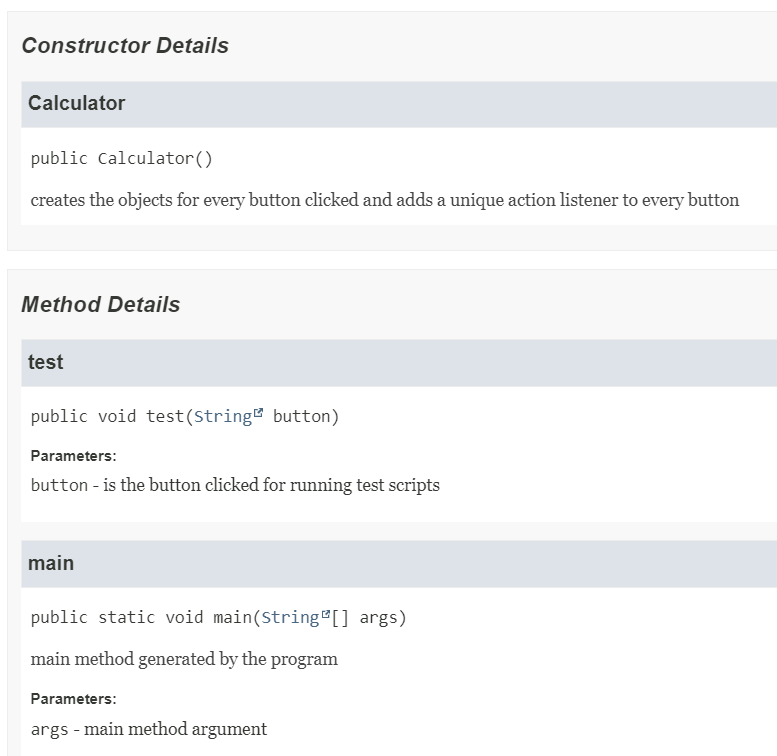 Constructor Details
Calculator
public Calculator()
creates the objects for every button clicked and adds a unique action listener to every button
Method Details
test
public void test(String button)
Parameters:
button - is the button clicked for running test scripts
main
public static void main(String[] args)
main method generated by the program
Parameters:
args - main method argument